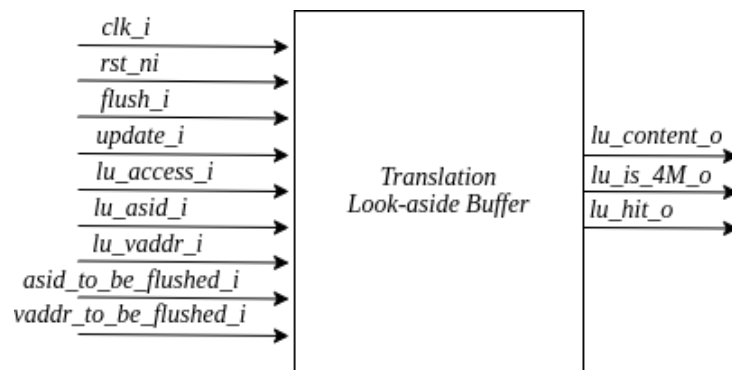 clk_i
rst_ni
flush_i
update_i
lu_access_i
lu_asid_i
lu_vaddr_i
asid_to_be_flushed_i
vaddr_to_be_flushed_i
Translation
Look-aside Buffer
lu_content_o
lu_is_4M_o
lu_hit_o